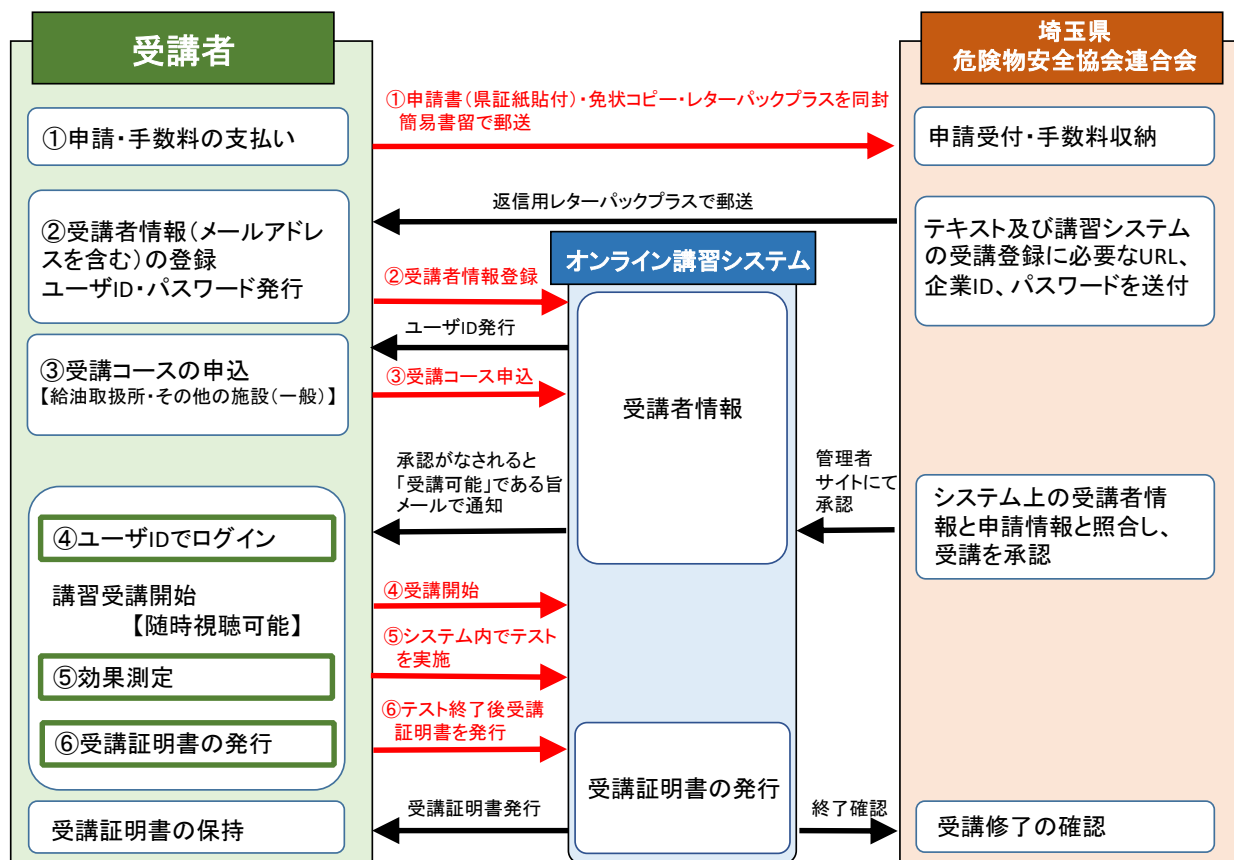 受講者
埼玉県
危険物安全協会連合会
①申請・手数料の支払い
①申請書(県証紙貼付)・免状コピー・レターパックプラスを同封
簡易書留で郵送
申請受付・手数料収納
返信用レターパックプラスで郵送
②受講者情報(メールアドレ
スを含む)の登録
ユーザID・パスワード発行
テキスト及び講習システム
の受講登録に必要なURL、
企業ID、パスワードを送付
オンライン講習システム
②受講者情報登録
ユーザID発行
③受講コースの申込
【給油取扱所・その他の施設(一般)】
③受講コース申込
受講者情報
承認がなされると
「受講可能」である旨
メールで通知
管理者
サイトにて
承認
システム上の受講者情
報と申請情報と照合し、
受講を承認
④ユーザIDでログイン
講習受講開始
【随時視聴可能】
④受講開始
⑤システム内でテスト
を実施
⑤効果測定
⑥テスト終了後受講
証明書を発行
⑥受講証明書の発行
受講証明書の発行
受講証明書発行
終了確認
受講証明書の保持
受講修了の確認